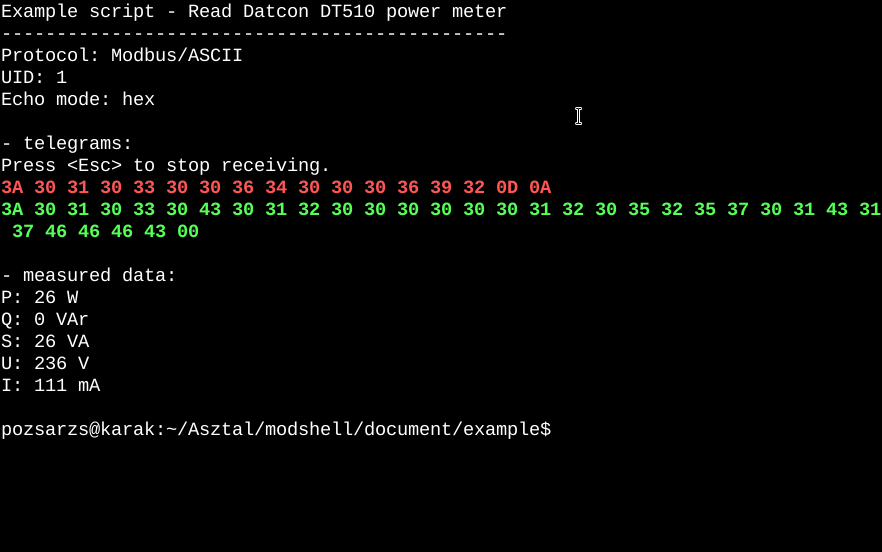 Example script - Read Datcon DT510 power meter
----------------------------------------------
Protocol: Modbus/ASCII
UID: 1
Echo mode: hex
- telegrams:
Press <Esc> to stop receiving.
3A 30 31 30 33 30 30 36 34 30 30 30 36 39 32 0D 0A
3A 30 31 30 33 30 43 30 31 32 30 30 30 30 30 30 31 32 30 35 32 35 37 30 31 43 31
37 46 46 46 43 00
- measured data:
P: 26 W
Q: 0 VAr
S: 26 VA
U: 236 V
I: 111 mA
pozsarzs@karak:~/Asztal/modshell/document/example$